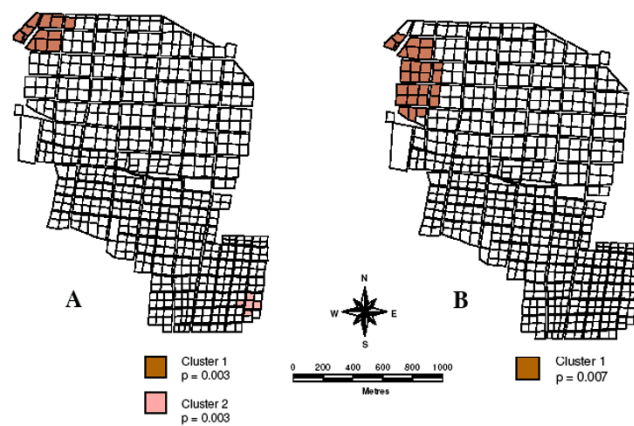 A
B
N
W E
S
Cluster 1
p = 0.003
Cluster 2
p = 0.003
0 200 400 600 800 1000
Metres
Cluster 1
p = 0.007